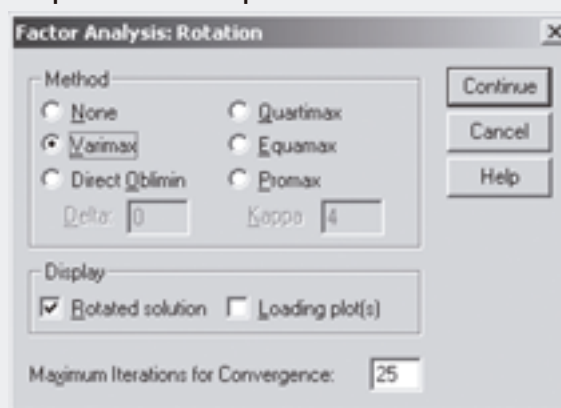 Factor Analysis: Rotation
Method
None
Quartimax
Varimax
Equamax
Direct Oblimin
Promax
Delta: 0
Kappa 4
Display
Rotated solution
Loading plot(s)
Maximum Iterations for Convergence: 25
Continue
Cancel
Help